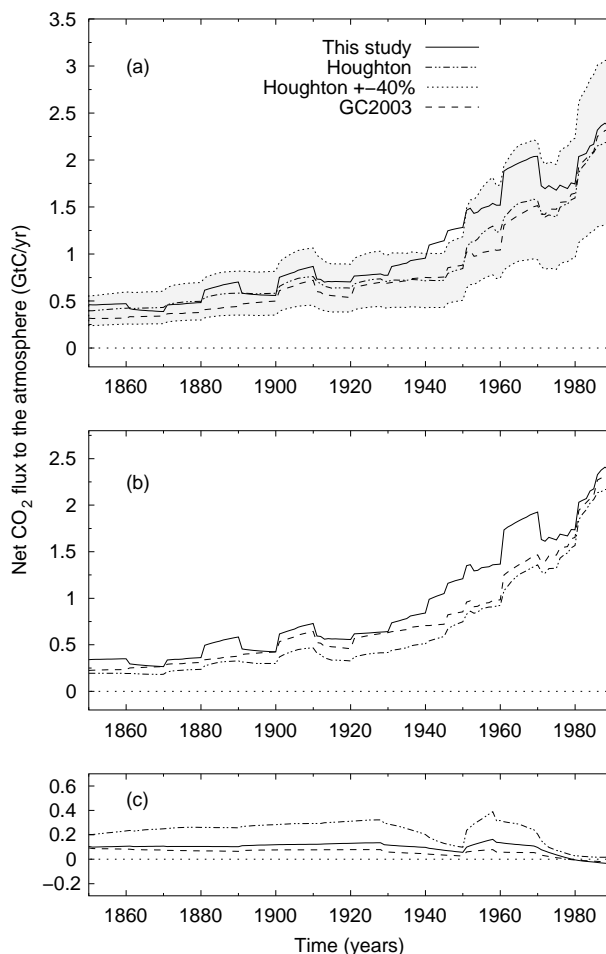 This study
Houghton
Houghton +−40%
GC2003
(a)
3.5
3
2.5
2
1.5
1
0.5
0
1860 1880 1900 1920 1940 1960 1980
Net CO2 flux to the atmosphere (GtC/yr)
(b)
2.5
2
1.5
1
0.5
0
1860 1880 1900 1920 1940 1960 1980
(c)
0.6
0.4
0.2
0
−0.2
1860 1880 1900 1920 1940 1960 1980
Time (years)